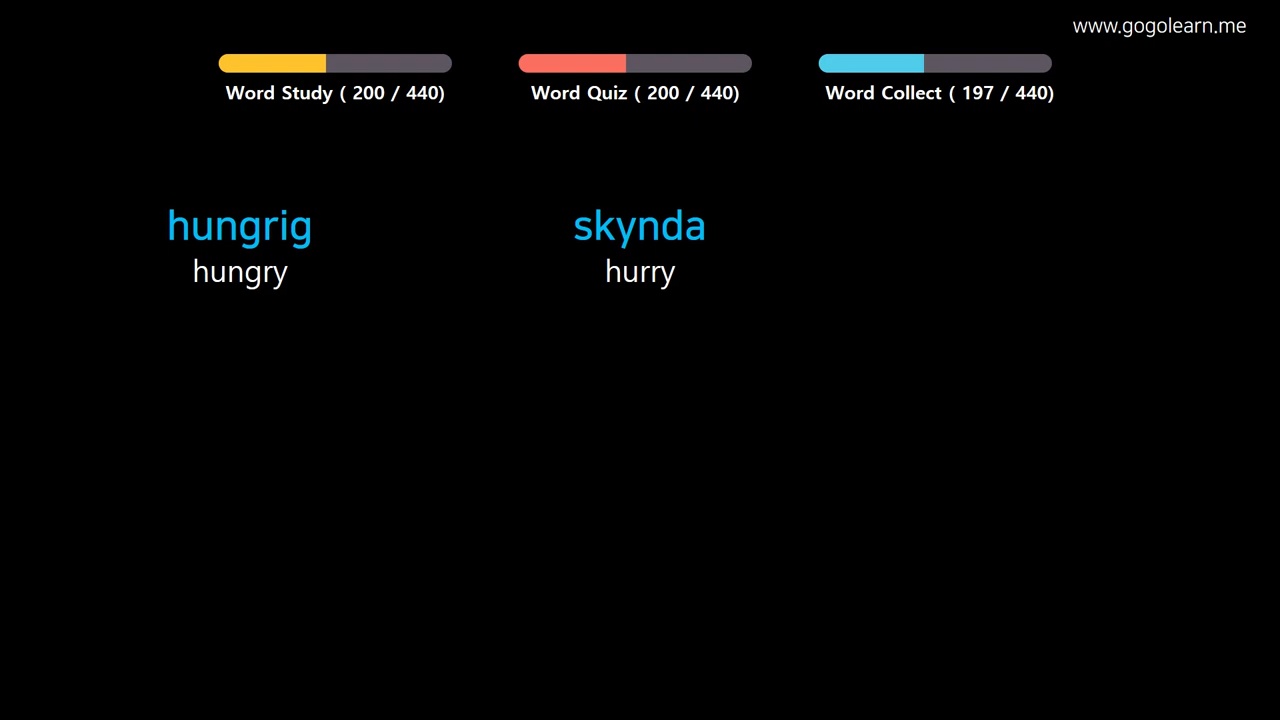 www.gogolearn.me
Word Study ( 200 / 440)
Word Quiz ( 200 / 440)
Word Collect ( 197 / 440)
hungrig
hungry
skynda
hurry